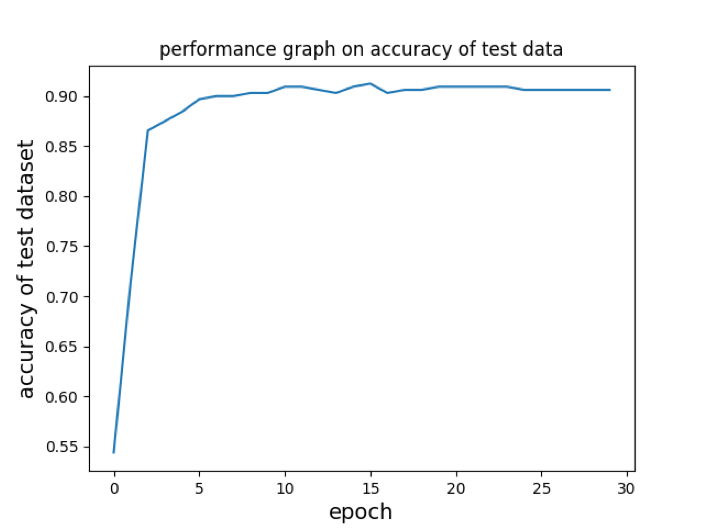 performance graph on accuracy of test data
accuracy of test dataset
0.90
0.85
0.80
0.75
0.70
0.65
0.60
0.55
0 5 10 15 20 25 30
epoch